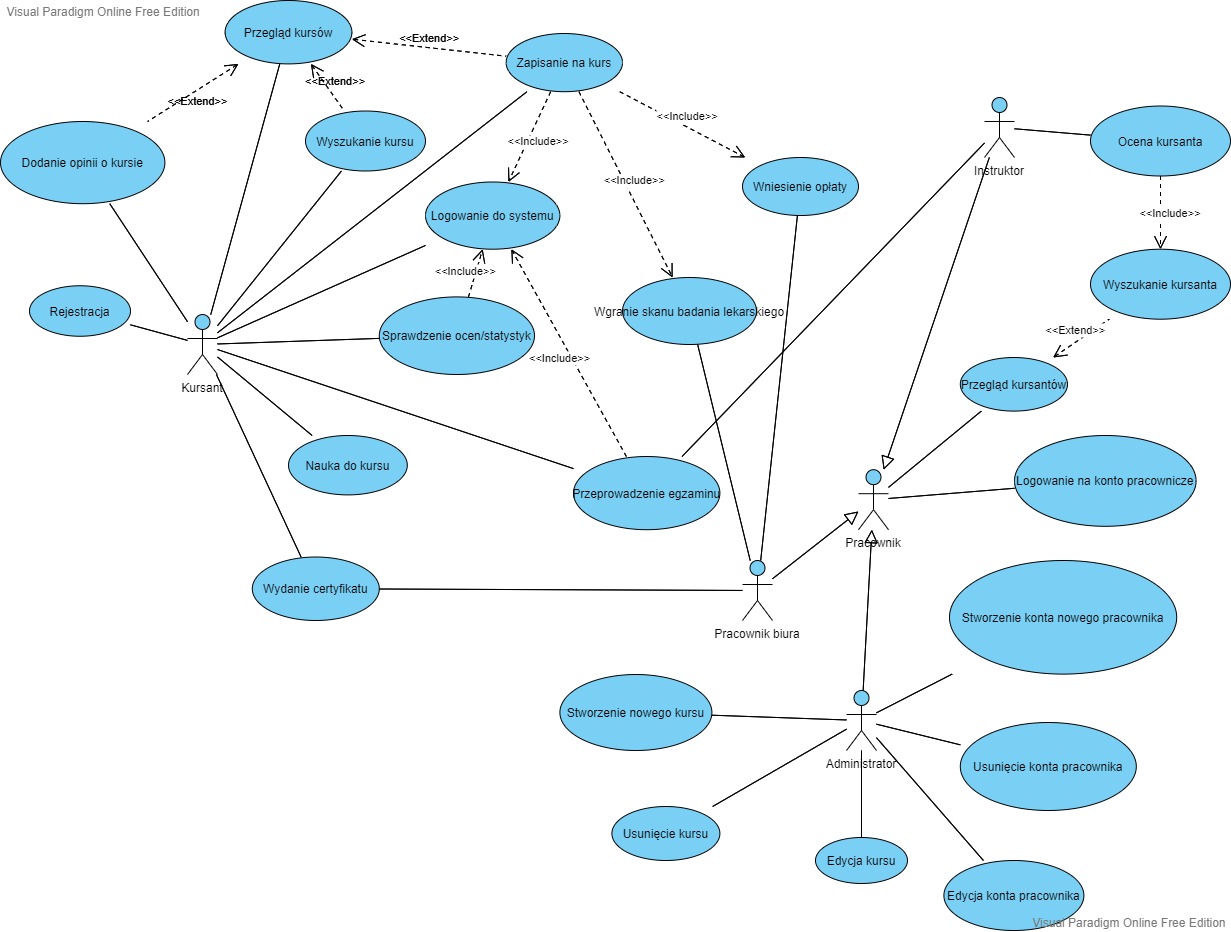 Visual Paradigm Online Free Edition
Przegląd kursów
<<Extend>>
Zapisanie na kurs
<<Extend>>
<<Extend>>
<<Include>>
Dodanie opinii o kursie
Wyszukanie kursu
<<Include>>
Ocena kursanta
Instruktor
<<Include>>
Wniesienie opłaty
Logowanie do systemu
<<Include>>
<<Include>>
Wyszukanie kursanta
Rejestracja
Wgranie skanu badania lekarskiego
<<Extend>>
Sprawdzenie ocen/statystyk
<<Include>>
Kursant
Przegląd kursantów
Nauka do kursu
Logowanie na konto pracownicze
Przeprowadzenie egzaminu
Pracownik
Wydanie certyfikatu
Pracownik biura
Stworzenie konta nowego pracownika
Stworzenie nowego kursu
Administrator
Usunięcie konta pracownika
Usunięcie kursu
Edycja kursu
Edycja konta pracownika
Visual Paradigm Online Free Edition